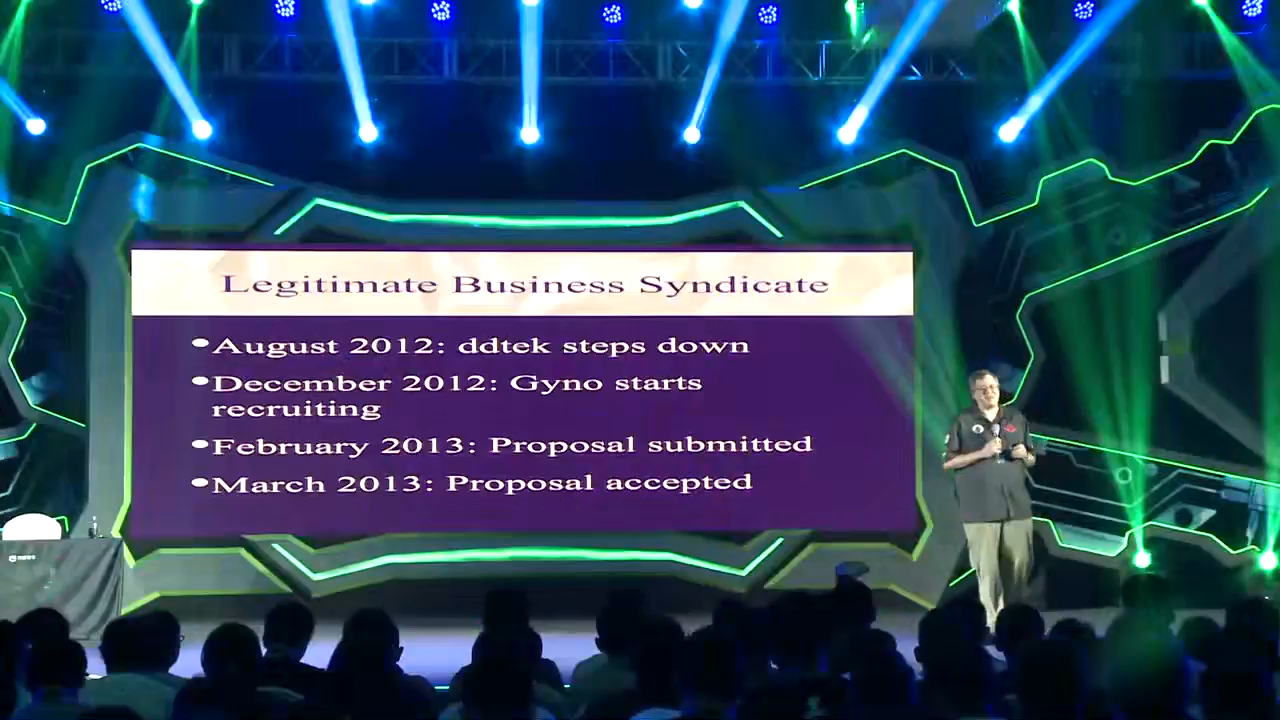 Legitimate Business Syndicate
•August 2012: ddtek steps down
•December 2012: Gyno starts
recruiting
•February 2013: Proposal submitted
•March 2013: Proposal accepted